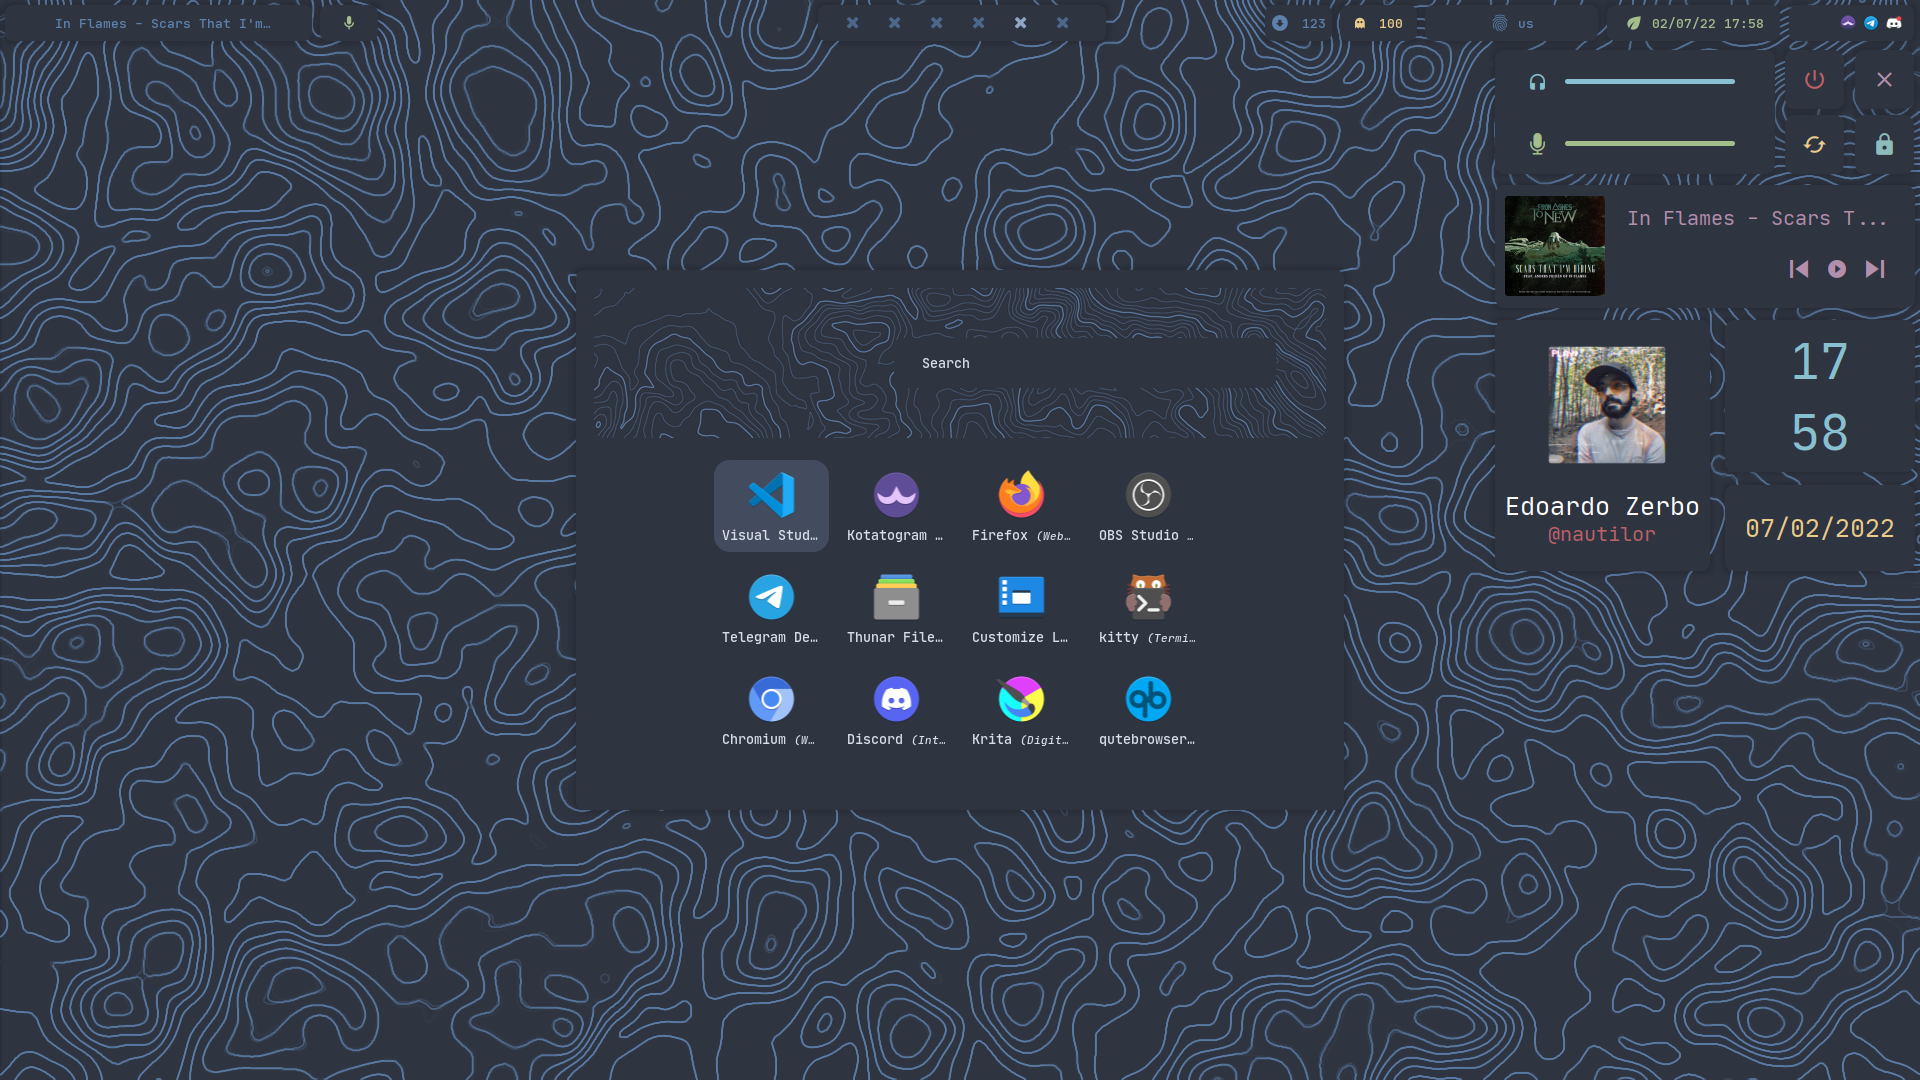 In Flames – Scars That I'm…
123
100
us
02/07/22 17:58
FROM ASHES
TO NEW
SCARS THAT I'M HIDING
In Flames – Scars T...
17
58
Edoardo Zerbo
@nautilor
07/02/2022
Search
Visual Stud…
Kotatogram …
Firefox (Web…
OBS Studio …
Telegram De…
Thunar File…
Customize L…
kitty (Termi…
Chromium (W…
Discord (Int…
Krita (Digit…
qutebrowser…